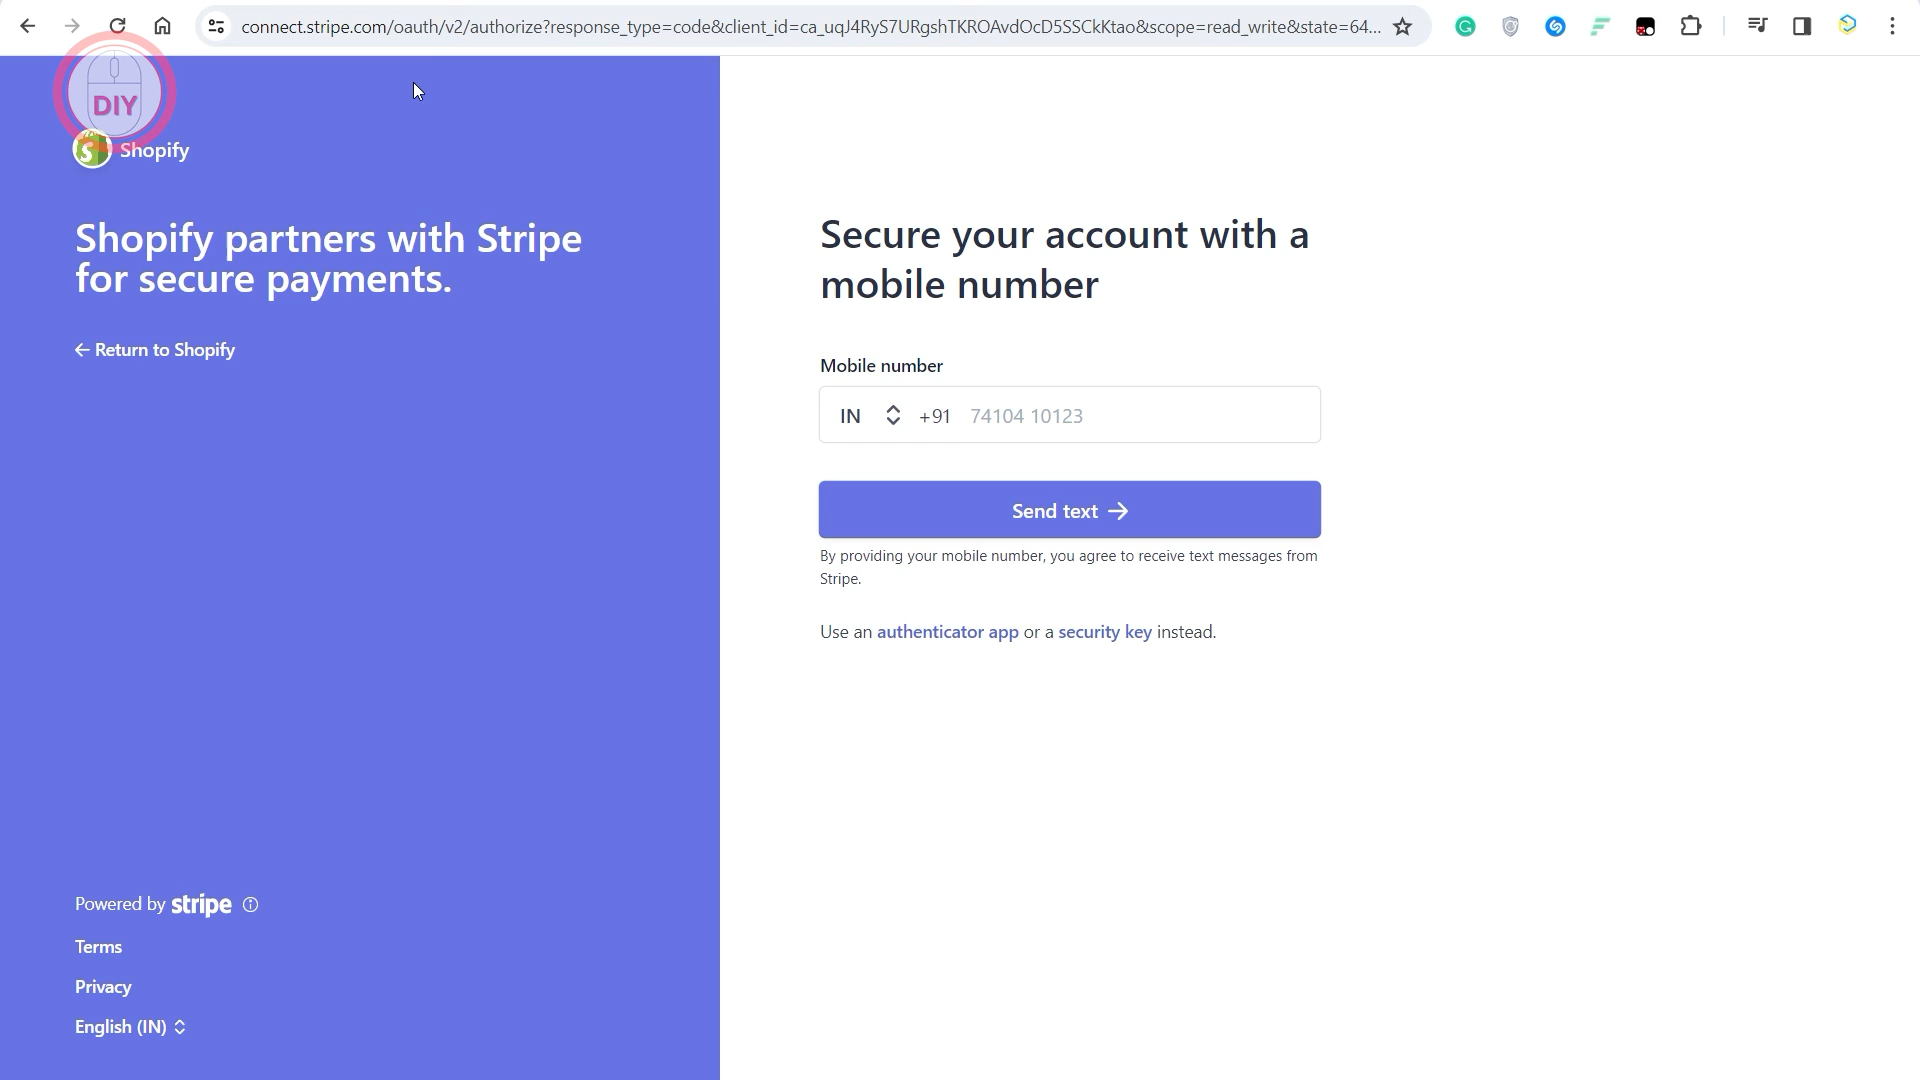 connect.stripe.com/oauth/v2/authorize?response_type=code&client_id=ca_uqJ4RyS7URgshTKROAvdOcD5SSCkKtao&scope=read_write&state=64...
DIY
Shopify
Shopify partners with Stripe
for secure payments.
← Return to Shopify
Secure your account with a
mobile number
Mobile number
IN +91 74104 10123
Send text →
By providing your mobile number, you agree to receive text messages from
Stripe.
Use an authenticator app or a security key instead.
Powered by stripe
Terms
Privacy
English (IN)